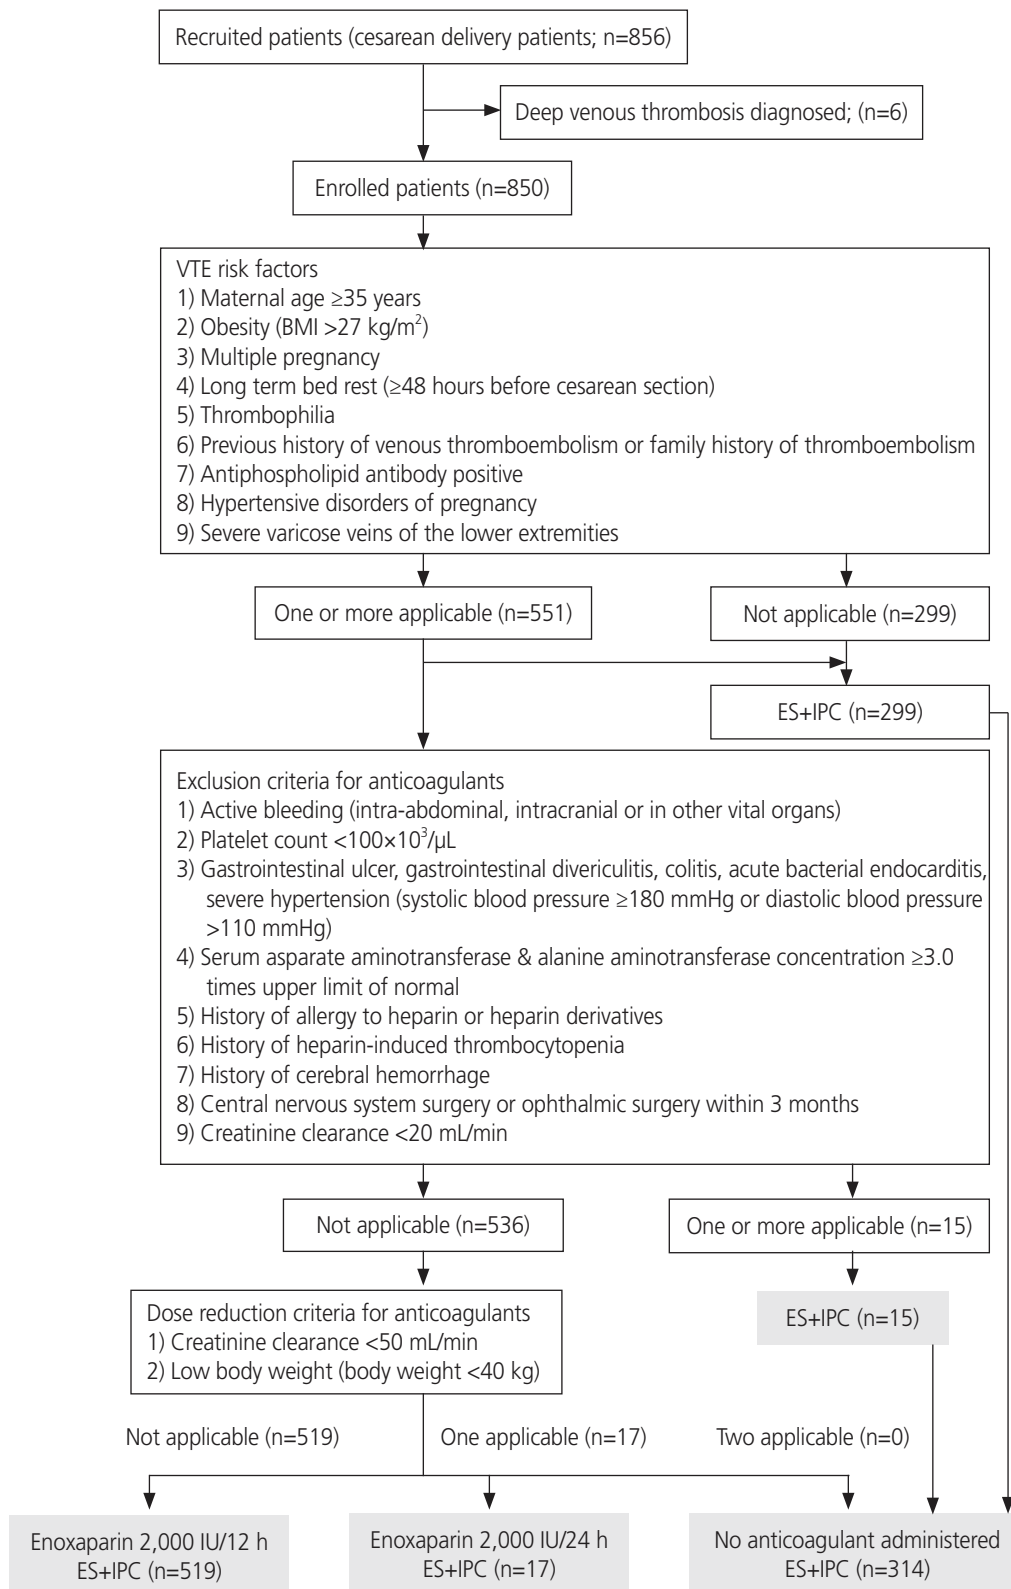 Recruited patients (cesarean delivery patients; n=856)
Deep venous thrombosis diagnosed; (n=6)
Enrolled patients (n=850)
VTE risk factors
1) Maternal age ≥35 years
2) Obesity (BMI >27 kg/m²)
3) Multiple pregnancy
4) Long term bed rest (≥48 hours before cesarean section)
5) Thrombophilia
6) Previous history of venous thromboembolism or family history of thromboembolism
7) Antiphospholipid antibody positive
8) Hypertensive disorders of pregnancy
9) Severe varicose veins of the lower extremities
One or more applicable (n=551)
Not applicable (n=299)
ES+IPC (n=299)
Exclusion criteria for anticoagulants
1) Active bleeding (intra-abdominal, intracranial or in other vital organs)
2) Platelet count <100×10³/μL
3) Gastrointestinal ulcer, gastrointestinal divericulitis, colitis, acute bacterial endocarditis,
severe hypertension (systolic blood pressure ≥180 mmHg or diastolic blood pressure
>110 mmHg)
4) Serum asparate aminotransferase & alanine aminotransferase concentration ≥3.0
times upper limit of normal
5) History of allergy to heparin or heparin derivatives
6) History of heparin-induced thrombocytopenia
7) History of cerebral hemorrhage
8) Central nervous system surgery or ophthalmic surgery within 3 months
9) Creatinine clearance <20 mL/min
Not applicable (n=536)
One or more applicable (n=15)
Dose reduction criteria for anticoagulants
1) Creatinine clearance <50 mL/min
2) Low body weight (body weight <40 kg)
ES+IPC (n=15)
Not applicable (n=519)
One applicable (n=17)
Two applicable (n=0)
Enoxaparin 2,000 IU/12 h
ES+IPC (n=519)
Enoxaparin 2,000 IU/24 h
ES+IPC (n=17)
No anticoagulant administered
ES+IPC (n=314)